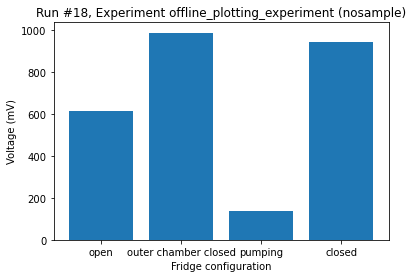 Run #18, Experiment offline_plotting_experiment (nosample)
Voltage (mV)
1000
800
600
400
200
0
open
outer chamber closed
pumping
closed
Fridge configuration